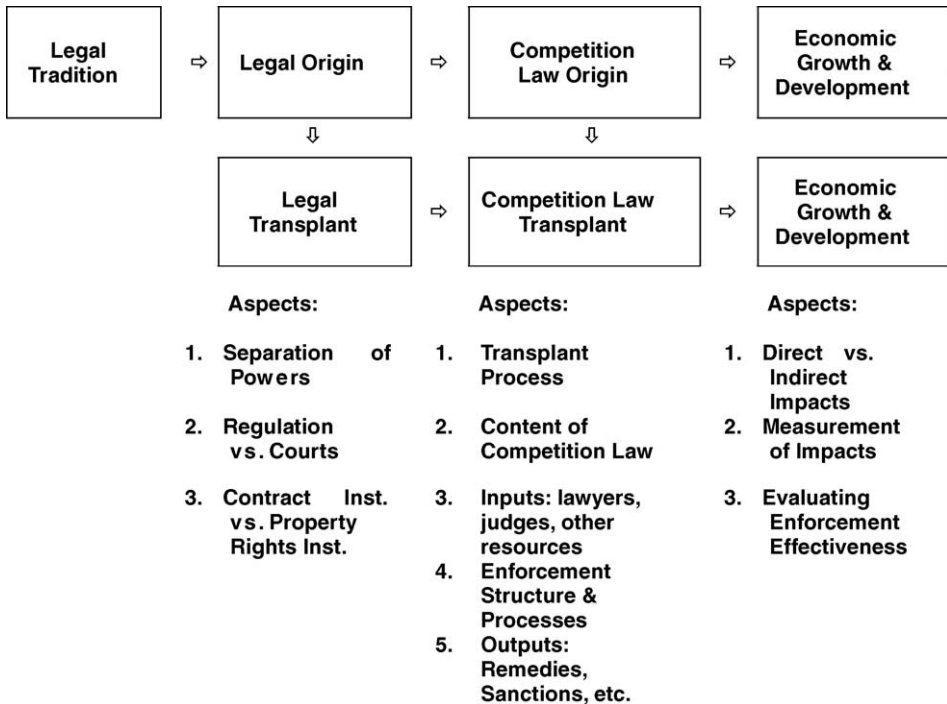 Legal
Tradition
⇨
Legal Origin
⇨
Competition
Law Origin
⇨
Economic
Growth &
Development
⇩
⇩
Legal
Transplant
⇨
Competition Law
Transplant
⇨
Economic
Growth &
Development
Aspects:
1. Separation of
Powers
2. Regulation
vs. Courts
3. Contract Inst.
vs. Property
Rights Inst.
Aspects:
1. Transplant
Process
2. Content of
Competition Law
3. Inputs: lawyers,
judges, other
resources
4. Enforcement
Structure &
Processes
5. Outputs:
Remedies,
Sanctions, etc.
Aspects:
1. Direct vs.
Indirect
Impacts
2. Measurement
of Impacts
3. Evaluating
Enforcement
Effectiveness